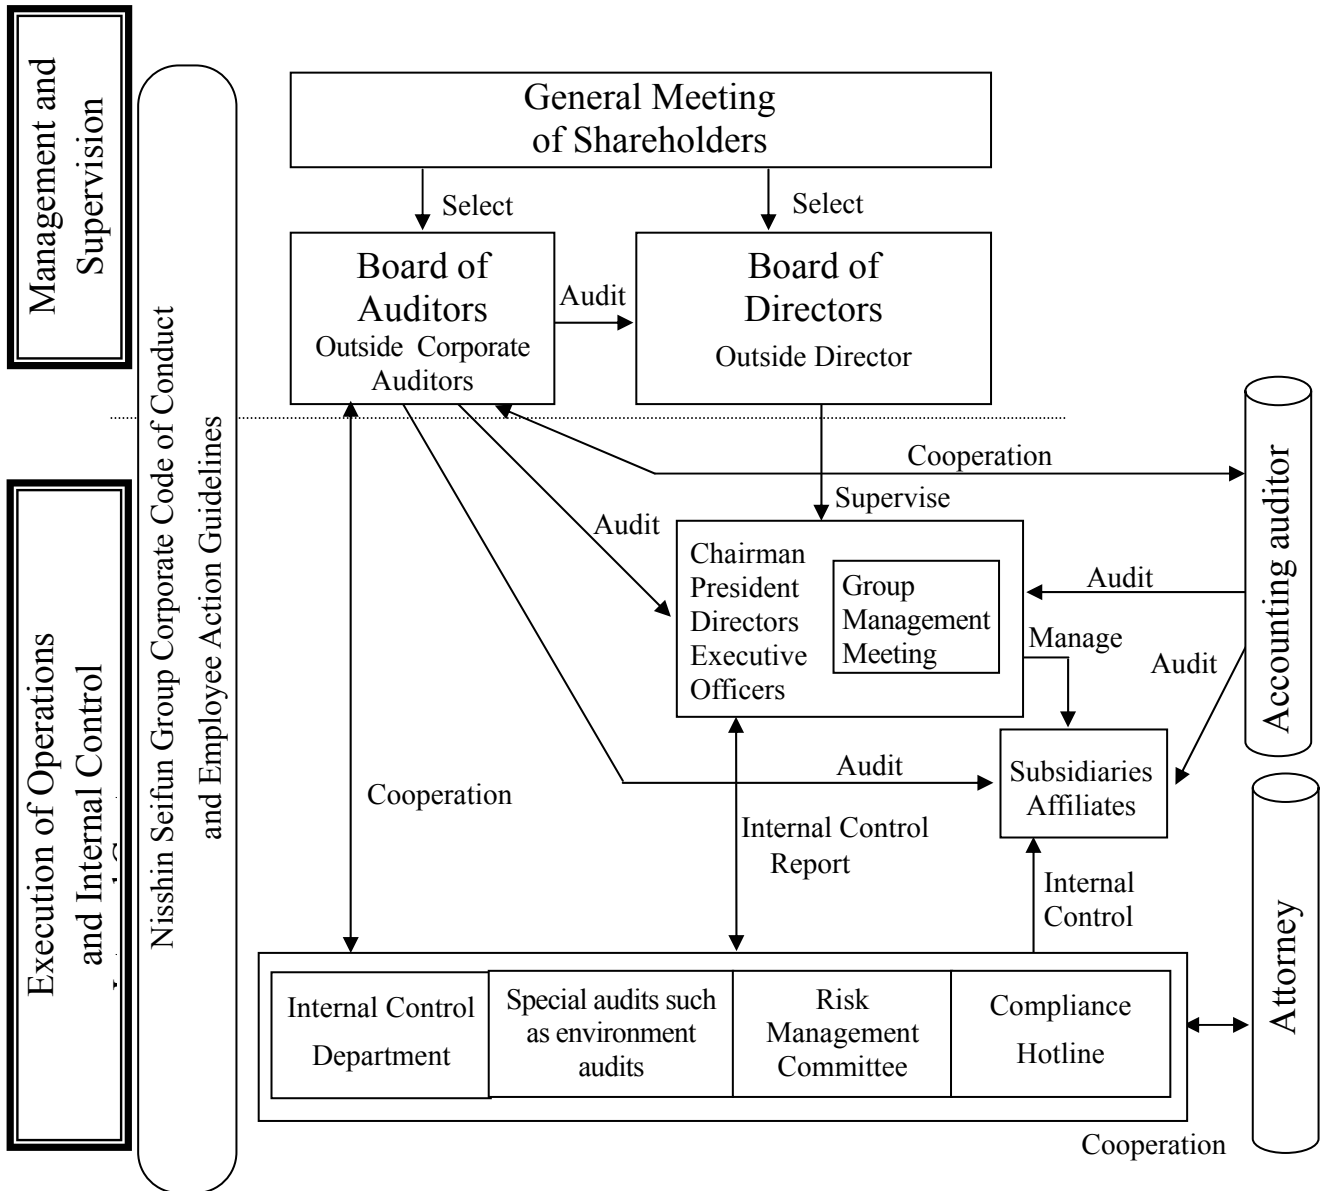 Management and
Supervision
Execution of Operations
and Internal Control
Nisshin Seifun Group Corporate Code of Conduct
and Employee Action Guidelines
General Meeting
of Shareholders
Select
Select
Board of
Auditors
Outside Corporate
Auditors
Audit
Board of
Directors
Outside Director
Cooperation
Supervise
Audit
Chairman
President
Directors
Executive
Officers
Group
Management
Meeting
Audit
Manage
Audit
Accounting auditor
Audit
Subsidiaries
Affiliates
Cooperation
Internal Control
Report
Internal
Control
Attorney
Internal Control
Department
Special audits such
as environment
audits
Risk
Management
Committee
Compliance
Hotline
Cooperation